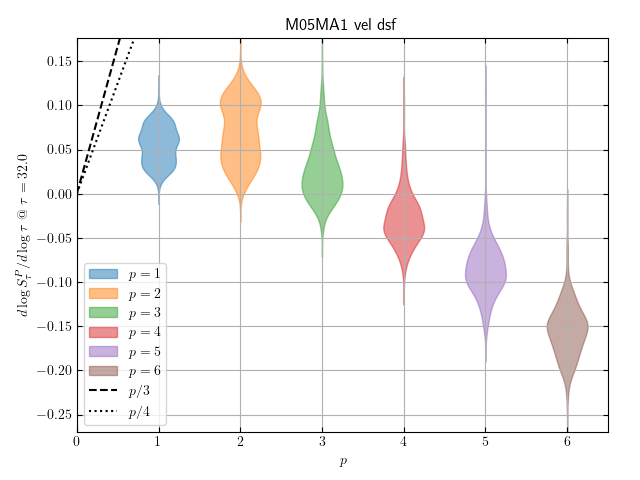 M05MA1 vel dsf
d log S_τ^P/d log τ @ τ = 32.0
0.15
0.10
0.05
0.00
−0.05
−0.10
−0.15
−0.20
−0.25
p = 1
p = 2
p = 3
p = 4
p = 5
p = 6
p/3
p/4
0 1 2 3 4 5 6
p